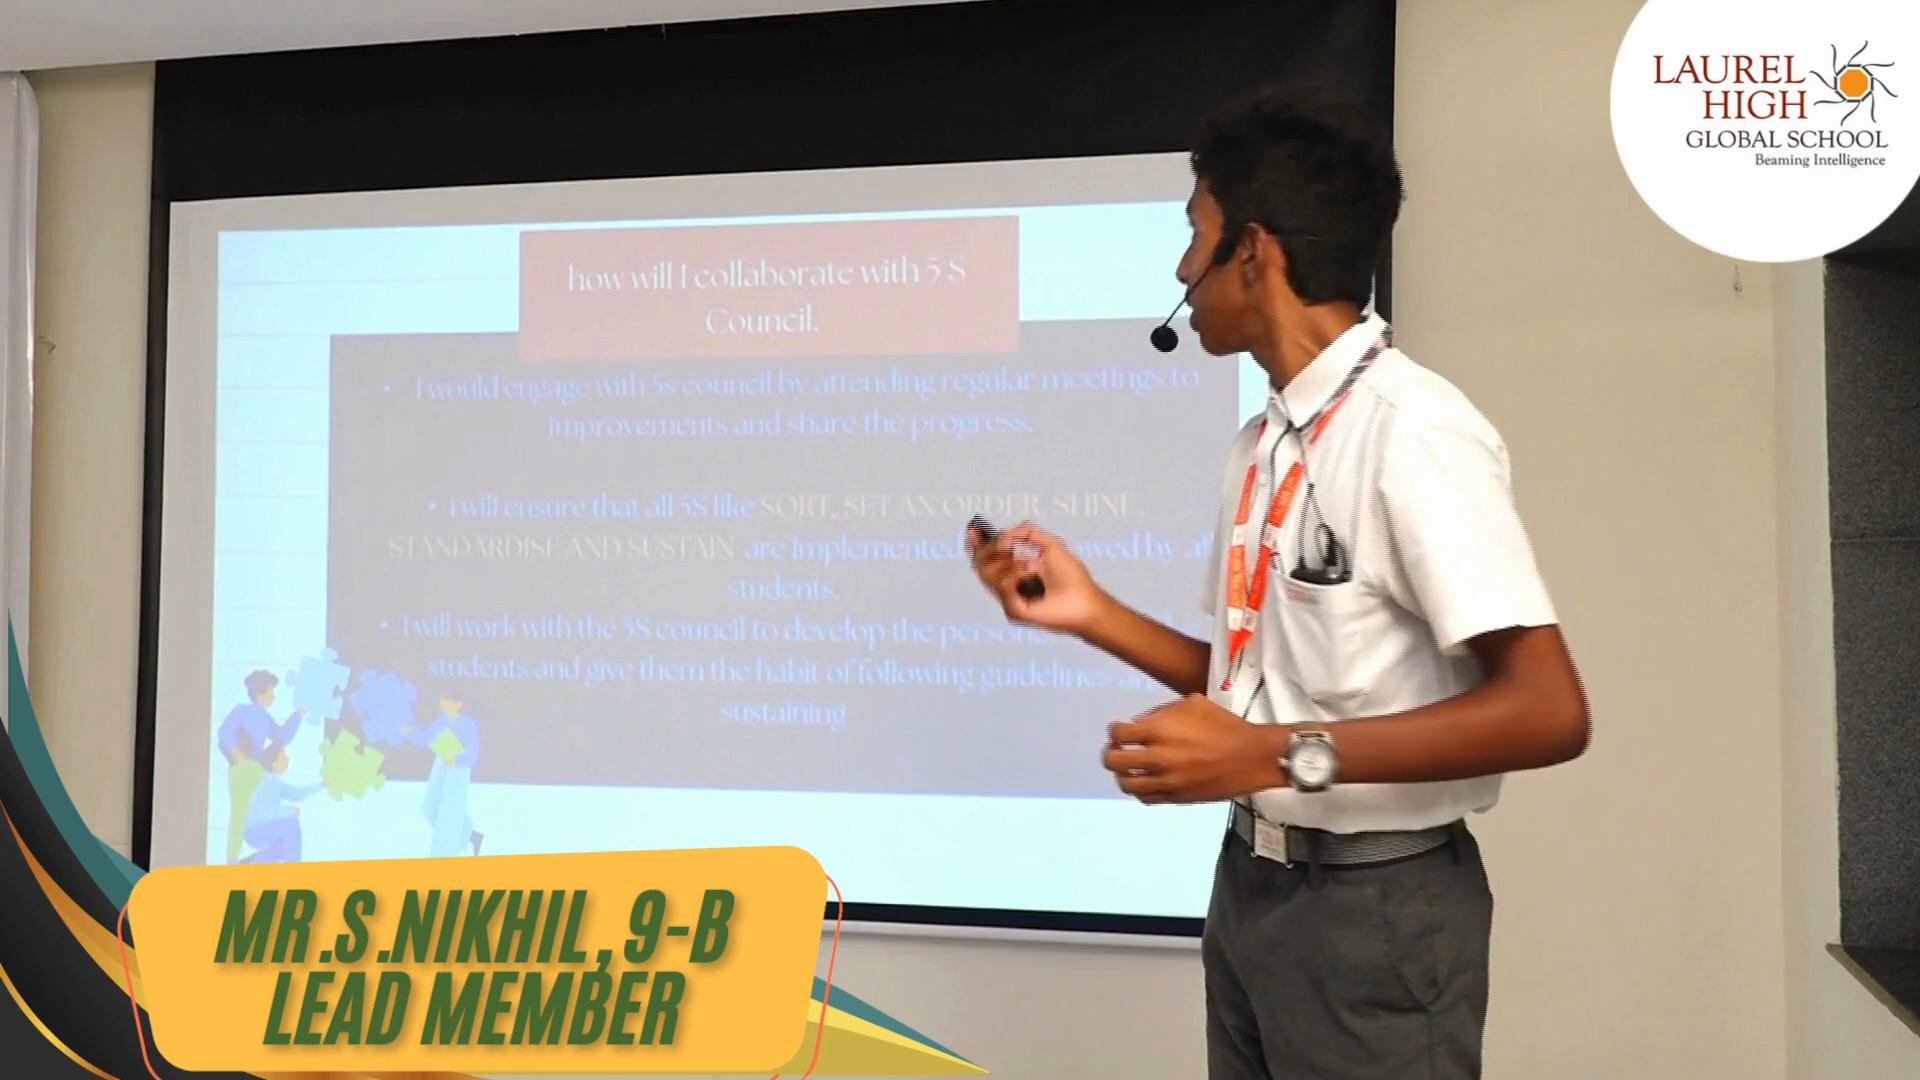 LAUREL
HIGH
GLOBAL SCHOOL
Beaming Intelligence
how will I collaborate with 5 S
Council.
• I would engage with 5s council by attending regular meetings to
improvements and share the progress.
• i will ensure that all 5S like SORT, SET AN ORDER, SHINE,
STANDARDISE AND SUSTAIN are implemented owed by all
students.
• I will work with the 5S council to develop the
students and give them the habit of following guidelines
sustaining
MR.S.NIKHIL,9-B
LEAD MEMBER